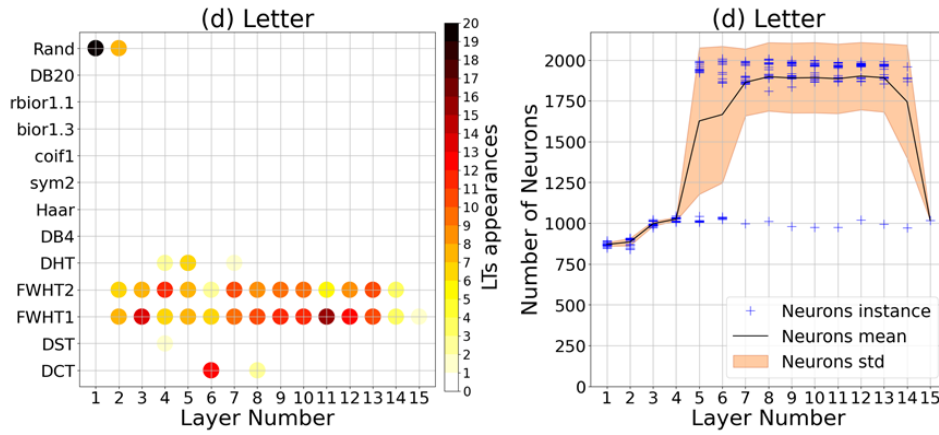 (d) Letter
Rand
DB20
rbior1.1
bior1.3
coif1
sym2
Haar
DB4
DHT
FWHT2
FWHT1
DST
DCT
1 2 3 4 5 6 7 8 9 10 11 12 13 14 15
Layer Number
20
19
18
17
16
15
14
13
12
11
10
9
8
7
6
5
4
3
2
1
0
LTs appearances
(d) Letter
Number of Neurons
2000
1750
1500
1250
1000
750
500
250
0
Neurons instance
Neurons mean
Neurons std
1 2 3 4 5 6 7 8 9 10 11 12 13 14 15
Layer Number